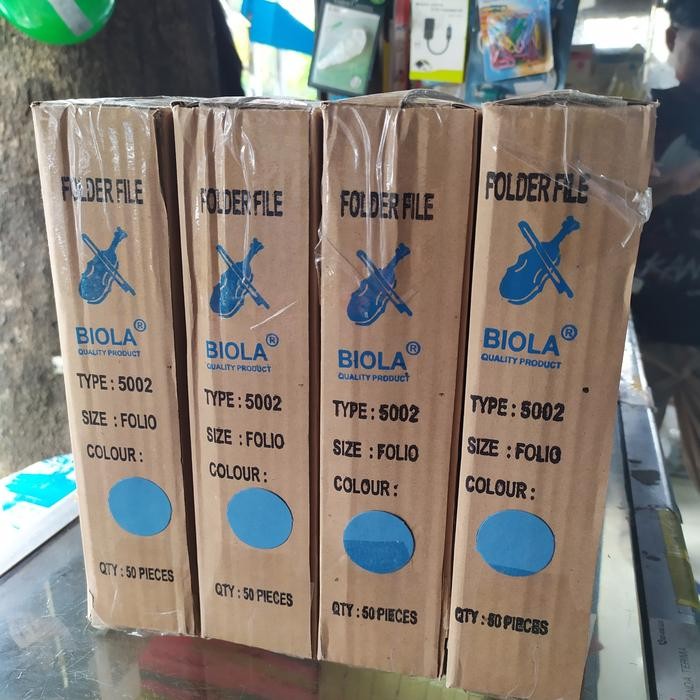 FOLDER FILE
BIOLA®
QUALITY PRODUCT
TYPE : 5002
SIZE : FOLIO
COLOUR :
QTY : 50 PIECES
FOLDER FILE
BIOLA®
QUALITY PRODUCT
TYPE : 5002
SIZE : FOLIO
COLOUR :
QTY : 50 PIECES
FOLDER FILE
BIOLA®
QUALITY PRODUCT
TYPE : 5002
SIZE : FOLIO
COLOUR :
QTY : 50 PIECES
FOLDER FILE
BIOLA®
QUALITY PRODUCT
TYPE : 5002
SIZE : FOLIO
COLOUR :
QTY : 50 PIECES